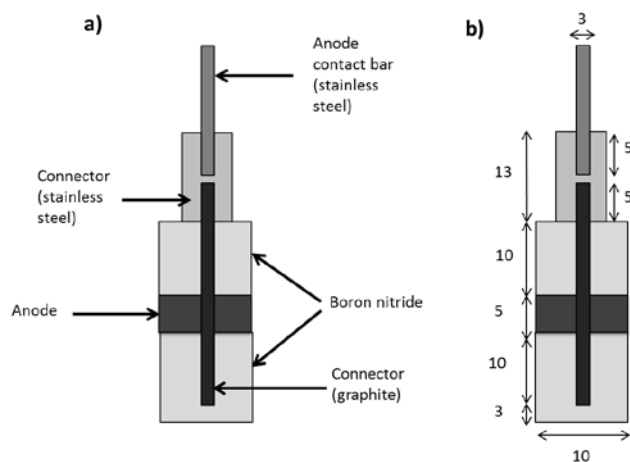 a)
Anode
contact bar
(stainless
steel)
Connector
(stainless
steel)
Anode
Boron nitride
Connector
(graphite)
b)
3
13
5
5
10
5
10
3
10